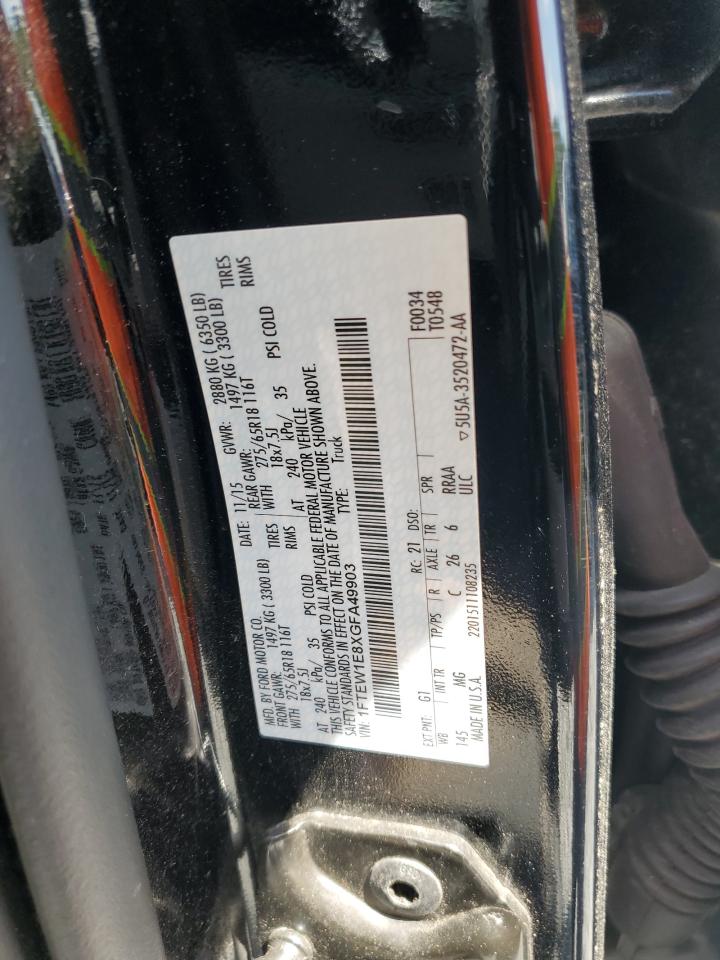 MFD. BY FORD MOTOR CO. DATE: 11/15 GVWR: 2880 KG ( 6350 LB)
FRONT GAWR: 1497 KG ( 3300 LB) REAR GAWR: 1497 KG ( 3300 LB)
WITH 275/65R18 116T TIRES WITH 275/65R18 116T TIRES
18x7.5J RIMS 18x7.5J RIMS
AT 240 kPa/ 35 PSI COLD AT 240 kPa/ 35 PSI COLD
THIS VEHICLE CONFORMS TO ALL APPLICABLE FEDERAL MOTOR VEHICLE
SAFETY STANDARDS IN EFFECT ON THE DATE OF MANUFACTURE SHOWN ABOVE.
VIN: 1FTEW1E8XGFA49903 TYPE: Truck
F0034
T0548
EXT PNT: G1 RC: 21 DSO:
WB INT TR TP/PS R AXLE TR SPR
145 MG C 26 6 RRAA
MADE IN U.S.A. 2201511108235 ULC
▽5U5A-3520472-AA